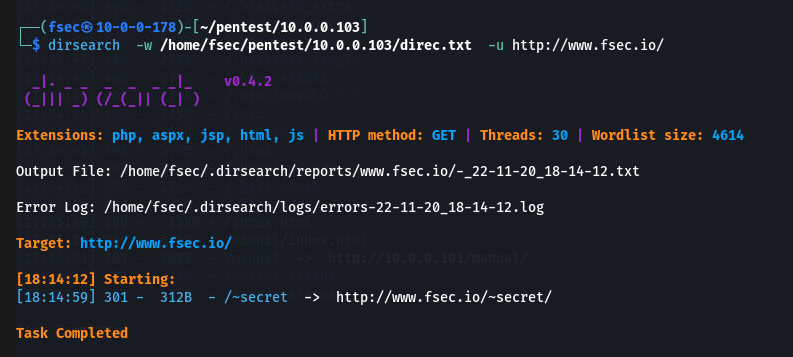 ┌──(fsec㉿10-0-0-178)-[~/pentest/10.0.0.103]
└─$ dirsearch -w /home/fsec/pentest/10.0.0.103/direc.txt -u http://www.fsec.io/
_|. _ _ _ _ _ _|_ v0.4.2
(_||| _) (/_(_|| (_| )
Extensions: php, aspx, jsp, html, js | HTTP method: GET | Threads: 30 | Wordlist size: 4614
Output File: /home/fsec/.dirsearch/reports/www.fsec.io/-_22-11-20_18-14-12.txt
Error Log: /home/fsec/.dirsearch/logs/errors-22-11-20_18-14-12.log
Target: http://www.fsec.io/
[18:14:12] Starting:
[18:14:59] 301 - 312B - /~secret -> http://www.fsec.io/~secret/
Task Completed